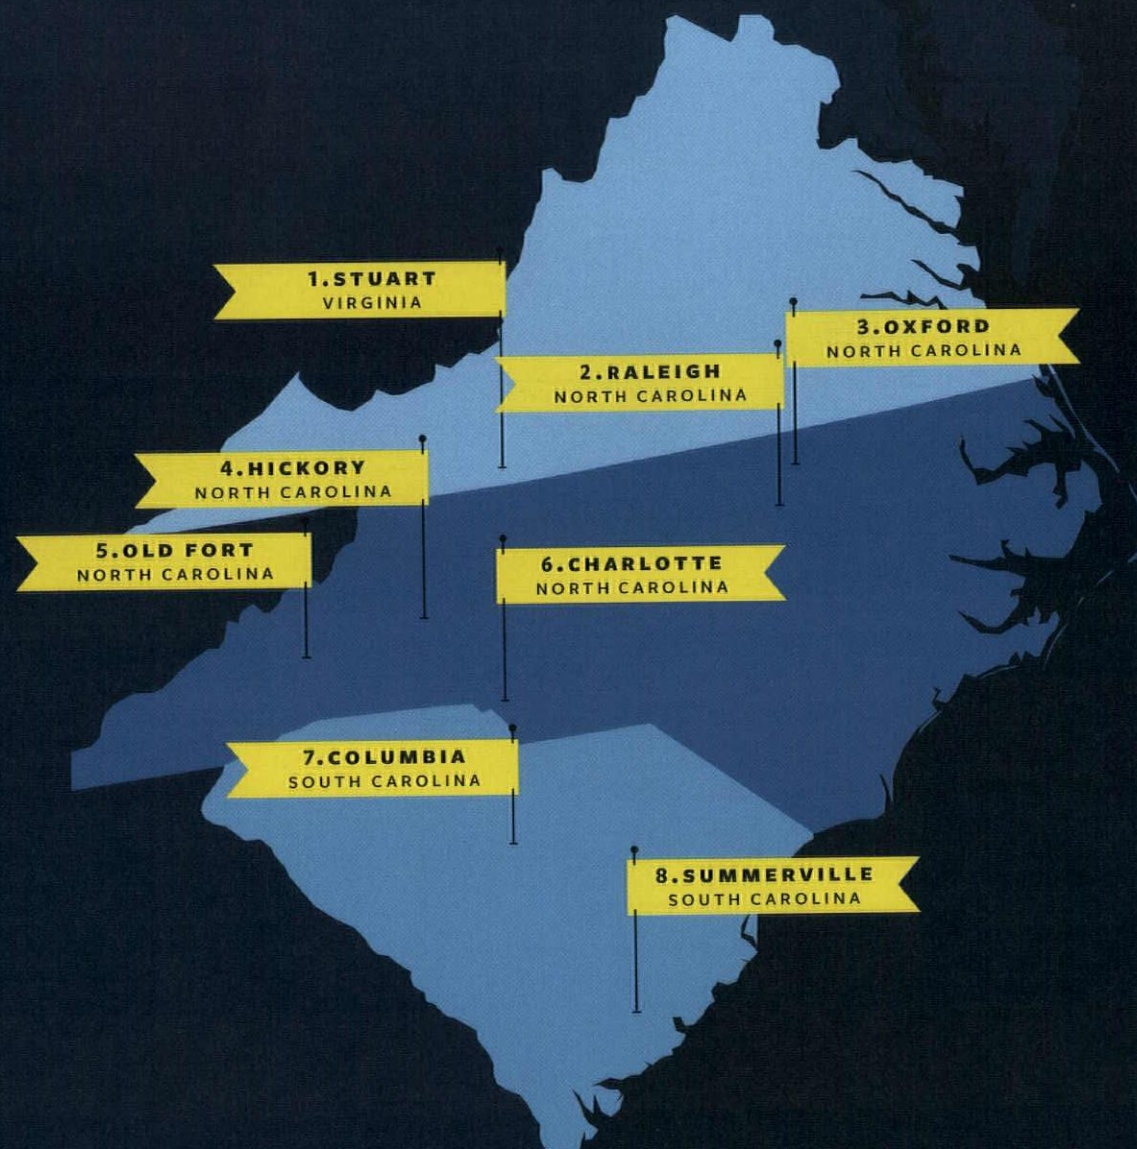 1.STUART
VIRGINIA
2.RALEIGH
NORTH CAROLINA
3.OXFORD
NORTH CAROLINA
4.HICKORY
NORTH CAROLINA
5.OLD FORT
NORTH CAROLINA
6.CHARLOTTE
NORTH CAROLINA
7.COLUMBIA
SOUTH CAROLINA
8.SUMMERVILLE
SOUTH CAROLINA